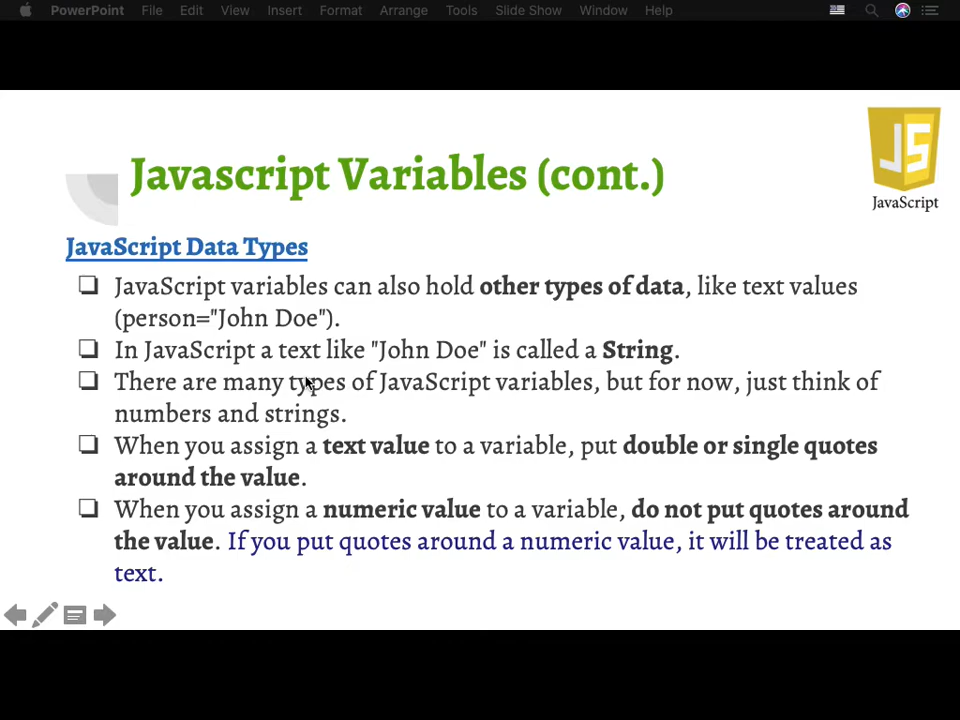 PowerPoint File Edit View Insert Format Arrange Tools Slide Show Window Help
JS
JavaScript
Javascript Variables (cont.)
JavaScript Data Types
JavaScript variables can also hold other types of data, like text values
(person="John Doe").
In JavaScript a text like "John Doe" is called a String.
There are many types of JavaScript variables, but for now, just think of
numbers and strings.
When you assign a text value to a variable, put double or single quotes
around the value.
When you assign a numeric value to a variable, do not put quotes around
the value. If you put quotes around a numeric value, it will be treated as
text.